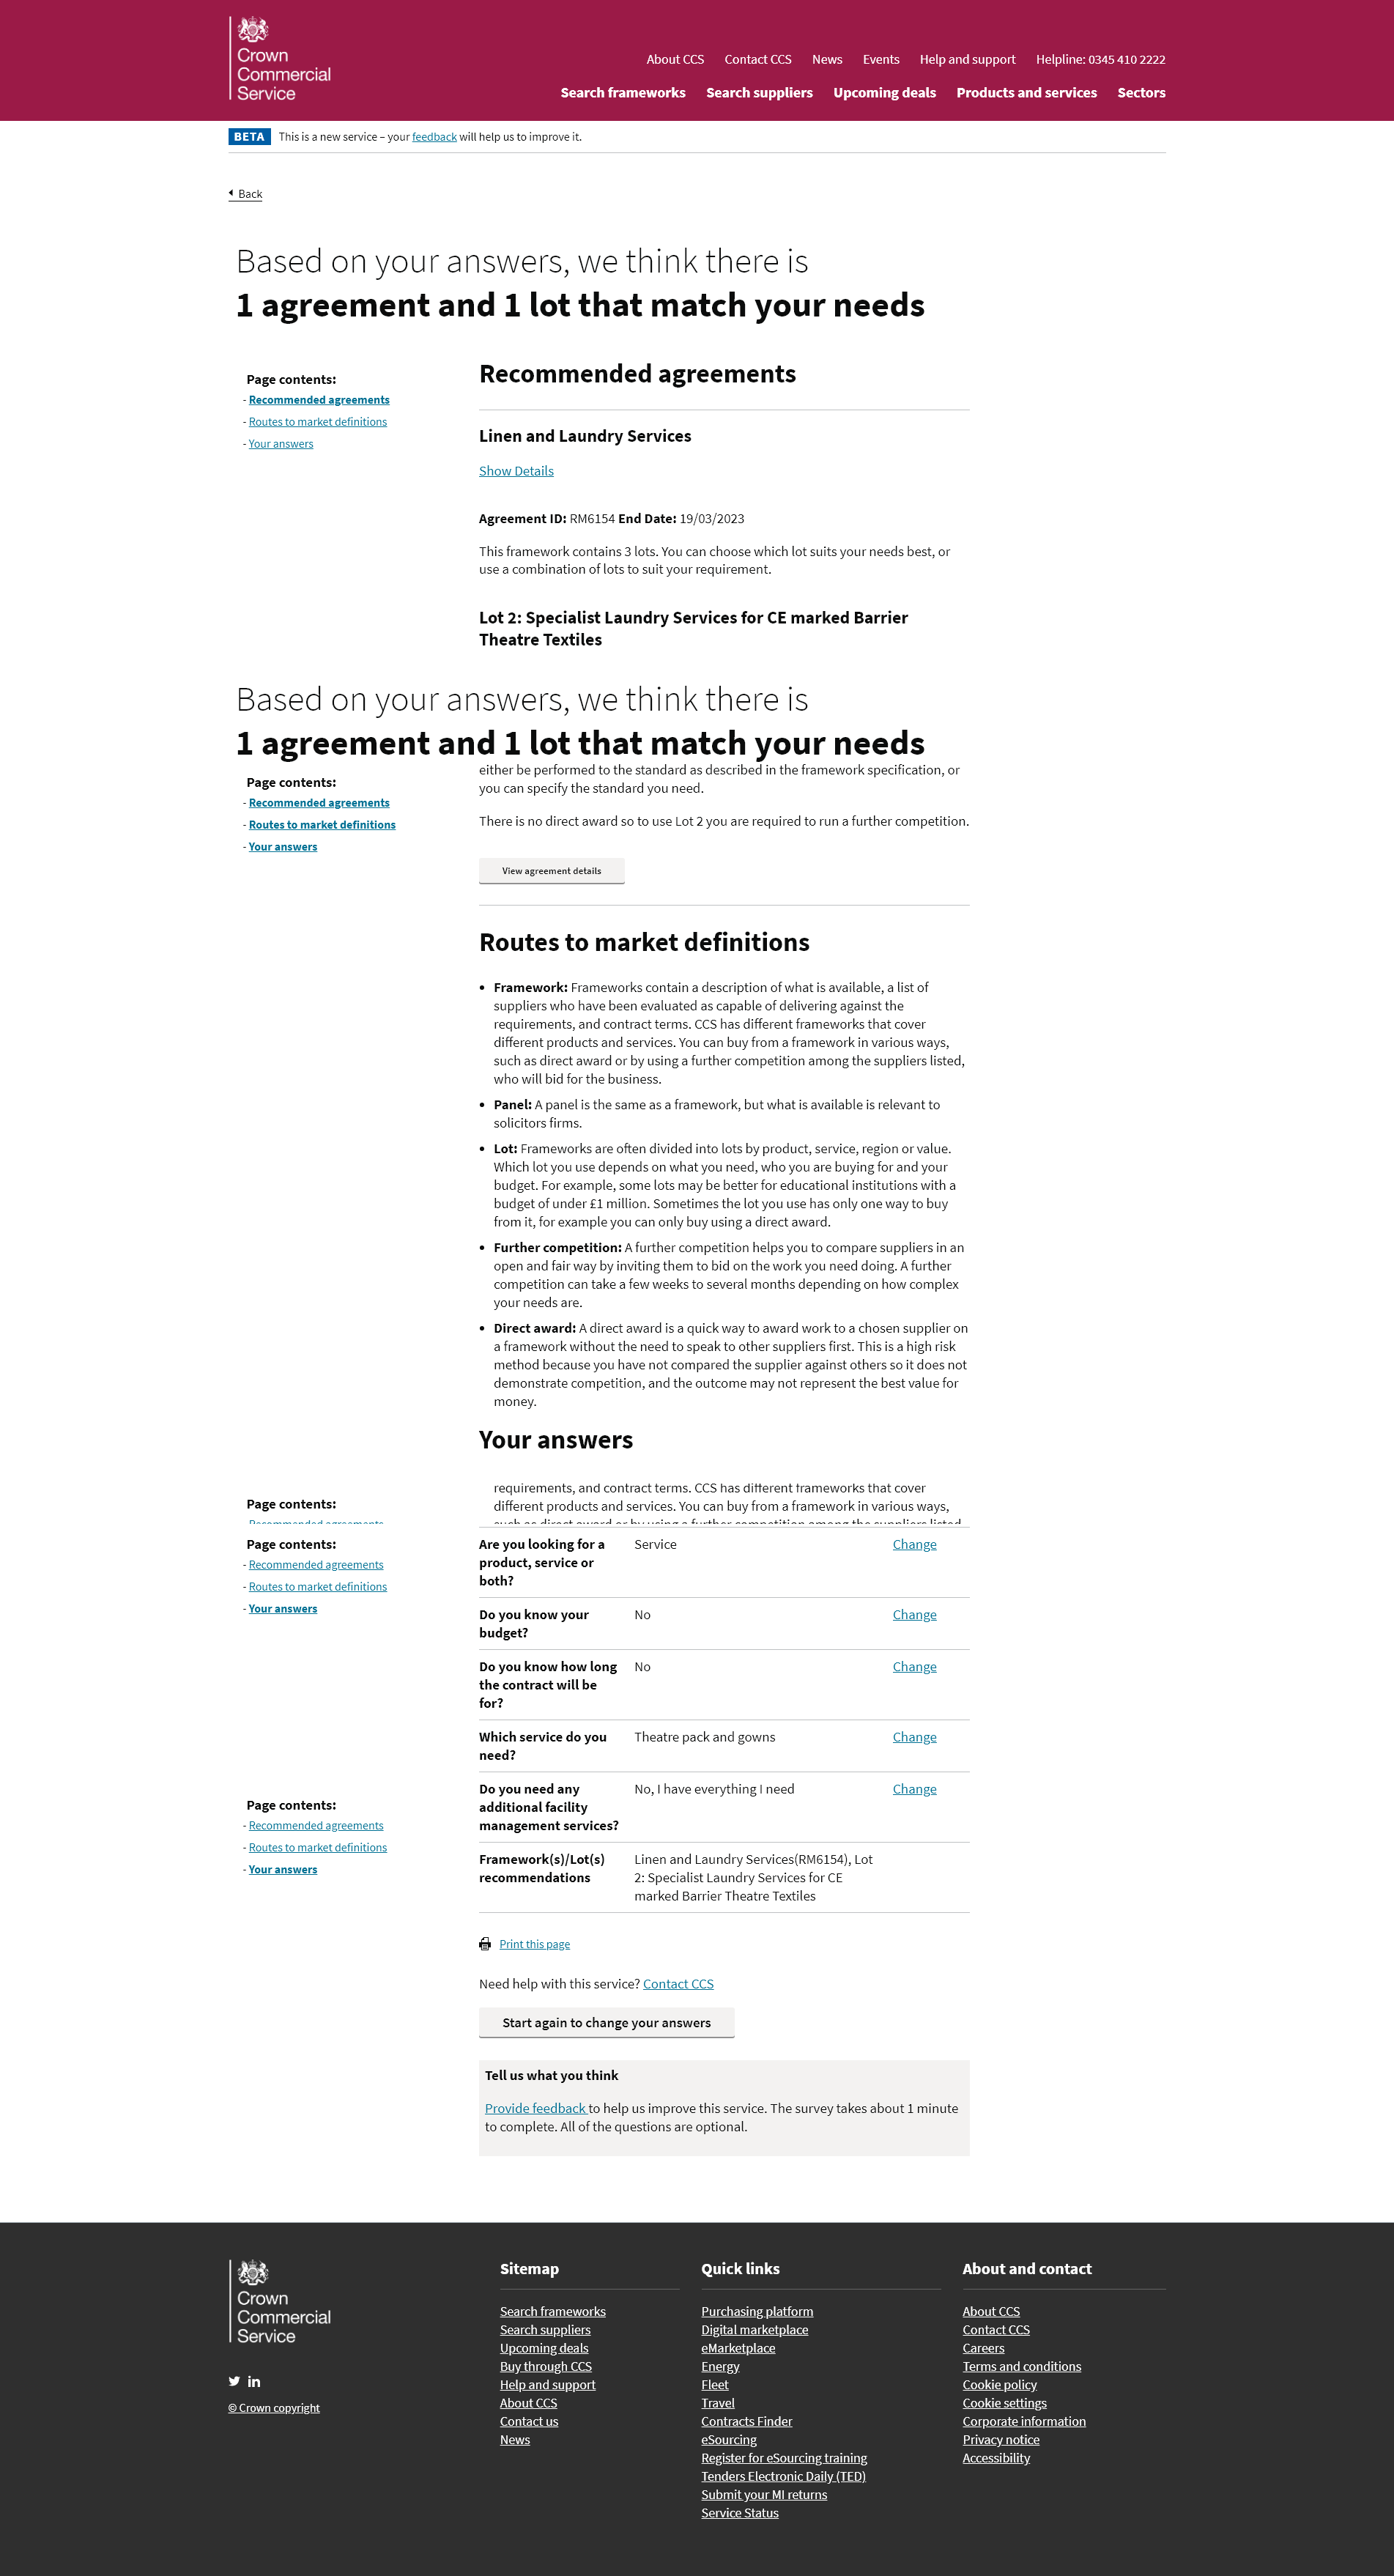 Crown
Commercial
Service
About CCS Contact CCS News Events Help and support Helpline: 0345 410 2222
Search frameworks Search suppliers Upcoming deals Products and services Sectors
BETA This is a new service – your feedback will help us to improve it.
Back
Based on your answers, we think there is
1 agreement and 1 lot that match your needs
Page contents:
- Recommended agreements
- Routes to market definitions
- Your answers
Recommended agreements
Linen and Laundry Services
Show Details
Agreement ID: RM6154 End Date: 19/03/2023
This framework contains 3 lots. You can choose which lot suits your needs best, or
use a combination of lots to suit your requirement.
Lot 2: Specialist Laundry Services for CE marked Barrier
Theatre Textiles
Based on your answers, we think there is
1 agreement and 1 lot that match your needs
Page contents:
- Recommended agreements
- Routes to market definitions
- Your answers
either be performed to the standard as described in the framework specification, or
you can specify the standard you need.
There is no direct award so to use Lot 2 you are required to run a further competition.
View agreement details
Routes to market definitions
• Framework: Frameworks contain a description of what is available, a list of
suppliers who have been evaluated as capable of delivering against the
requirements, and contract terms. CCS has different frameworks that cover
different products and services. You can buy from a framework in various ways,
such as direct award or by using a further competition among the suppliers listed,
who will bid for the business.
• Panel: A panel is the same as a framework, but what is available is relevant to
solicitors firms.
• Lot: Frameworks are often divided into lots by product, service, region or value.
Which lot you use depends on what you need, who you are buying for and your
budget. For example, some lots may be better for educational institutions with a
budget of under £1 million. Sometimes the lot you use has only one way to buy
from it, for example you can only buy using a direct award.
• Further competition: A further competition helps you to compare suppliers in an
open and fair way by inviting them to bid on the work you need doing. A further
competition can take a few weeks to several months depending on how complex
your needs are.
• Direct award: A direct award is a quick way to award work to a chosen supplier on
a framework without the need to speak to other suppliers first. This is a high risk
method because you have not compared the supplier against others so it does not
demonstrate competition, and the outcome may not represent the best value for
money.
Your answers
requirements, and contract terms. CCS has different frameworks that cover
different products and services. You can buy from a framework in various ways,
such as direct award or by using a further competition among the suppliers listed
Page contents:
Recommended agreements
Page contents:
- Recommended agreements
- Routes to market definitions
- Your answers
Are you looking for a Service Change
product, service or
both?
Do you know your No Change
budget?
Do you know how long No Change
the contract will be
for?
Which service do you Theatre pack and gowns Change
need?
Do you need any No, I have everything I need Change
additional facility
management services?
Page contents:
- Recommended agreements
- Routes to market definitions
- Your answers
Framework(s)/Lot(s) Linen and Laundry Services(RM6154), Lot
recommendations 2: Specialist Laundry Services for CE
marked Barrier Theatre Textiles
Print this page
Need help with this service? Contact CCS
Start again to change your answers
Tell us what you think
Provide feedback to help us improve this service. The survey takes about 1 minute
to complete. All of the questions are optional.
Crown
Commercial
Service
© Crown copyright
Sitemap
Search frameworks
Search suppliers
Upcoming deals
Buy through CCS
Help and support
About CCS
Contact us
News
Quick links
Purchasing platform
Digital marketplace
eMarketplace
Energy
Fleet
Travel
Contracts Finder
eSourcing
Register for eSourcing training
Tenders Electronic Daily (TED)
Submit your MI returns
Service Status
About and contact
About CCS
Contact CCS
Careers
Terms and conditions
Cookie policy
Cookie settings
Corporate information
Privacy notice
Accessibility